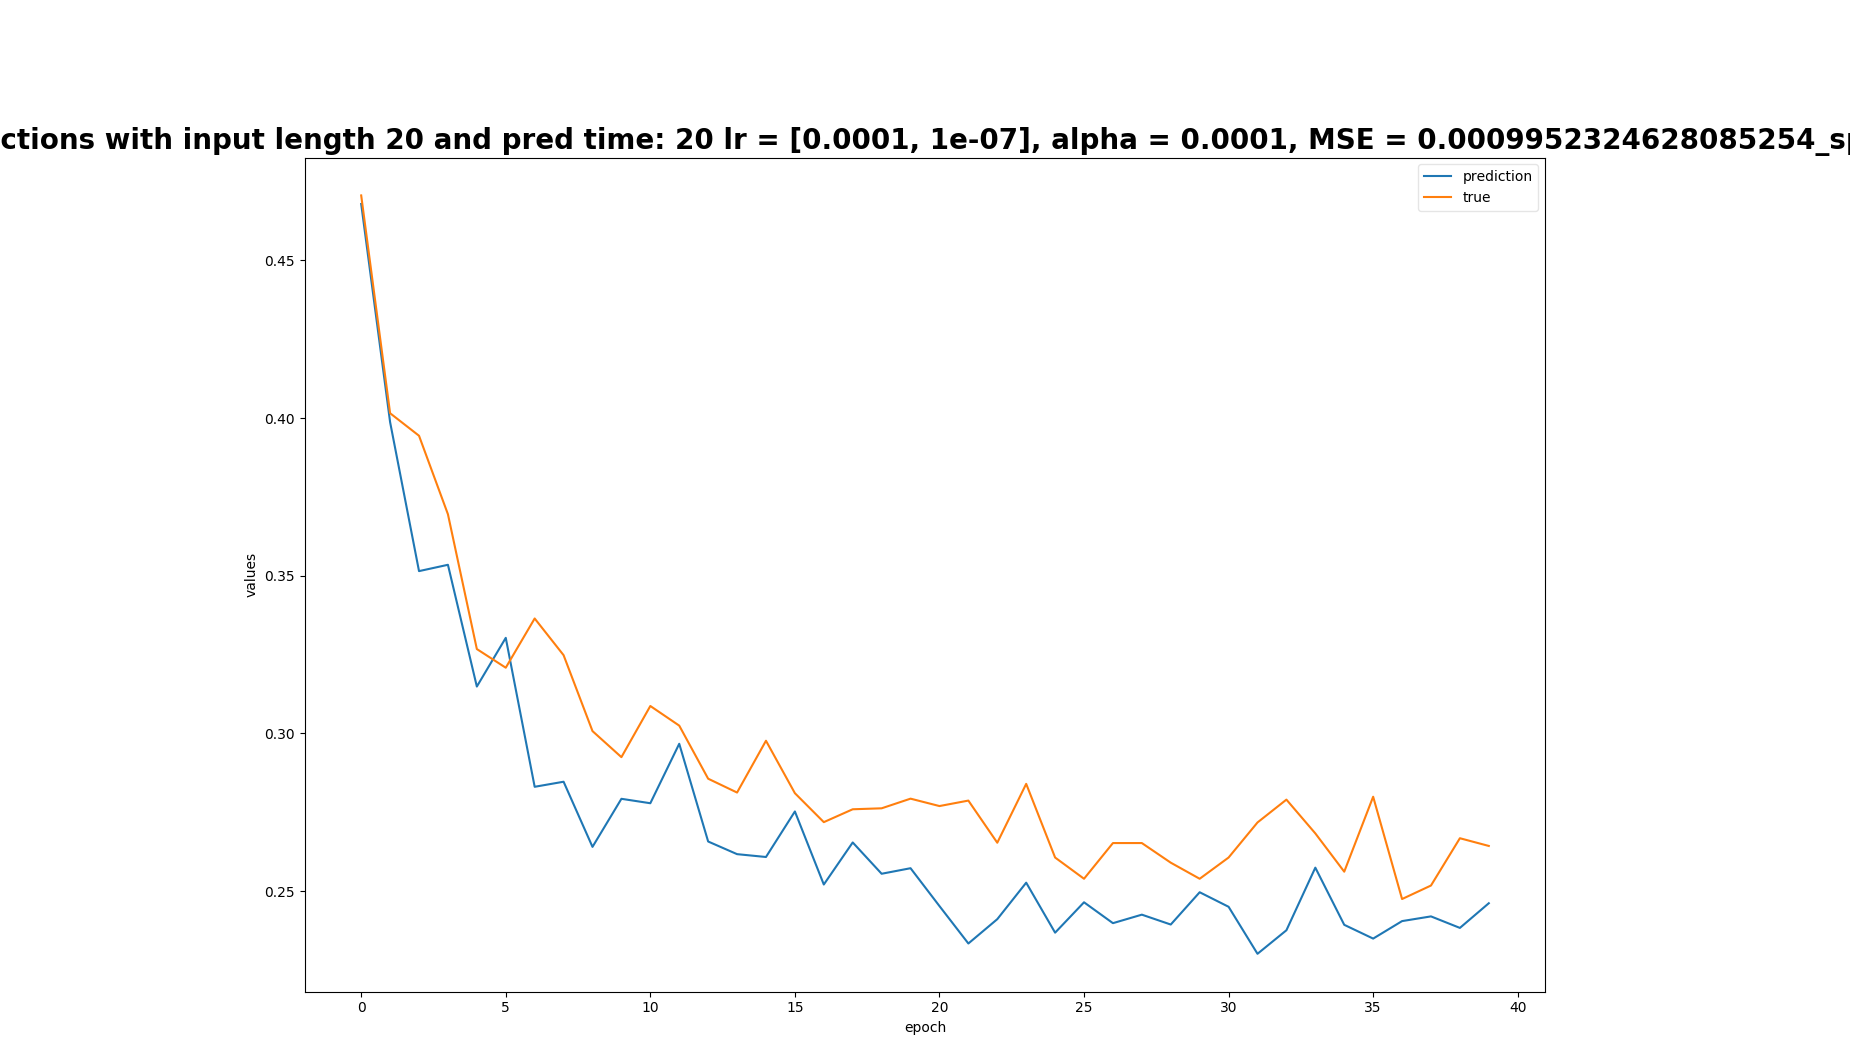 ctions with input length 20 and pred time: 20 lr = [0.0001, 1e-07], alpha = 0.0001, MSE = 0.0009952324628085254_sp
prediction
true
0.45
0.40
0.35
0.30
0.25
values
0
5
10
15
20
25
30
35
40
epoch